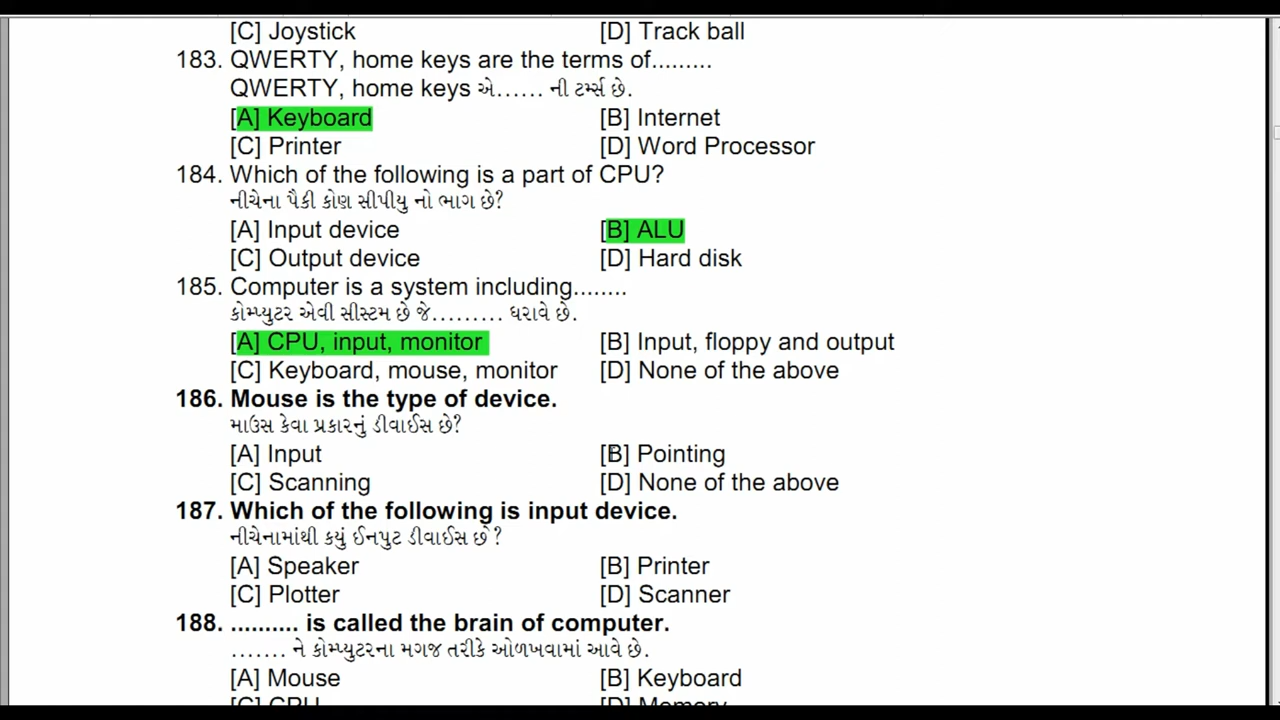 [C] Joystick [D] Track ball
183. QWERTY, home keys are the terms of.........
QWERTY, home keys એ...... ની ટર્મ્સ છે.
[A] Keyboard [B] Internet
[C] Printer [D] Word Processor
184. Which of the following is a part of CPU?
નીચેના પૈકી કોણ સીપીયુ નો ભાગ છે?
[A] Input device [B] ALU
[C] Output device [D] Hard disk
185. Computer is a system including........
કોમ્પ્યુટર એવી સીસ્ટમ છે જે......... ધરાવે છે.
[A] CPU, input, monitor [B] Input, floppy and output
[C] Keyboard, mouse, monitor [D] None of the above
186. Mouse is the type of device.
માઉસ કેવા પ્રકારનું ડીવાઈસ છે?
[A] Input [B] Pointing
[C] Scanning [D] None of the above
187. Which of the following is input device.
નીચેનામાંથી કયું ઈનપુટ ડીવાઈસ છે ?
[A] Speaker [B] Printer
[C] Plotter [D] Scanner
188. .......... is called the brain of computer.
....... ને કોમ્પ્યુટરના મગજ તરીકે ઓળખવામાં આવે છે.
[A] Mouse [B] Keyboard
[C] CPU [D] Memory